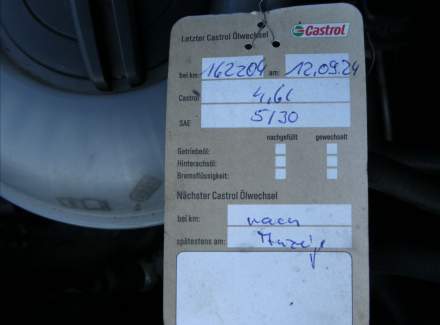 Letzter Castrol Ölwechsel Castrol
bei km: 162204 am: 12.09.24
Castrol 4,6l
SAE 5/30
nachgefüllt gewechselt
Getriebeöl:
Hinterachsöl:
Bremsflüssigkeit:
Nächster Castrol Ölwechsel
bei km: nach
spätestens am: Anzeige